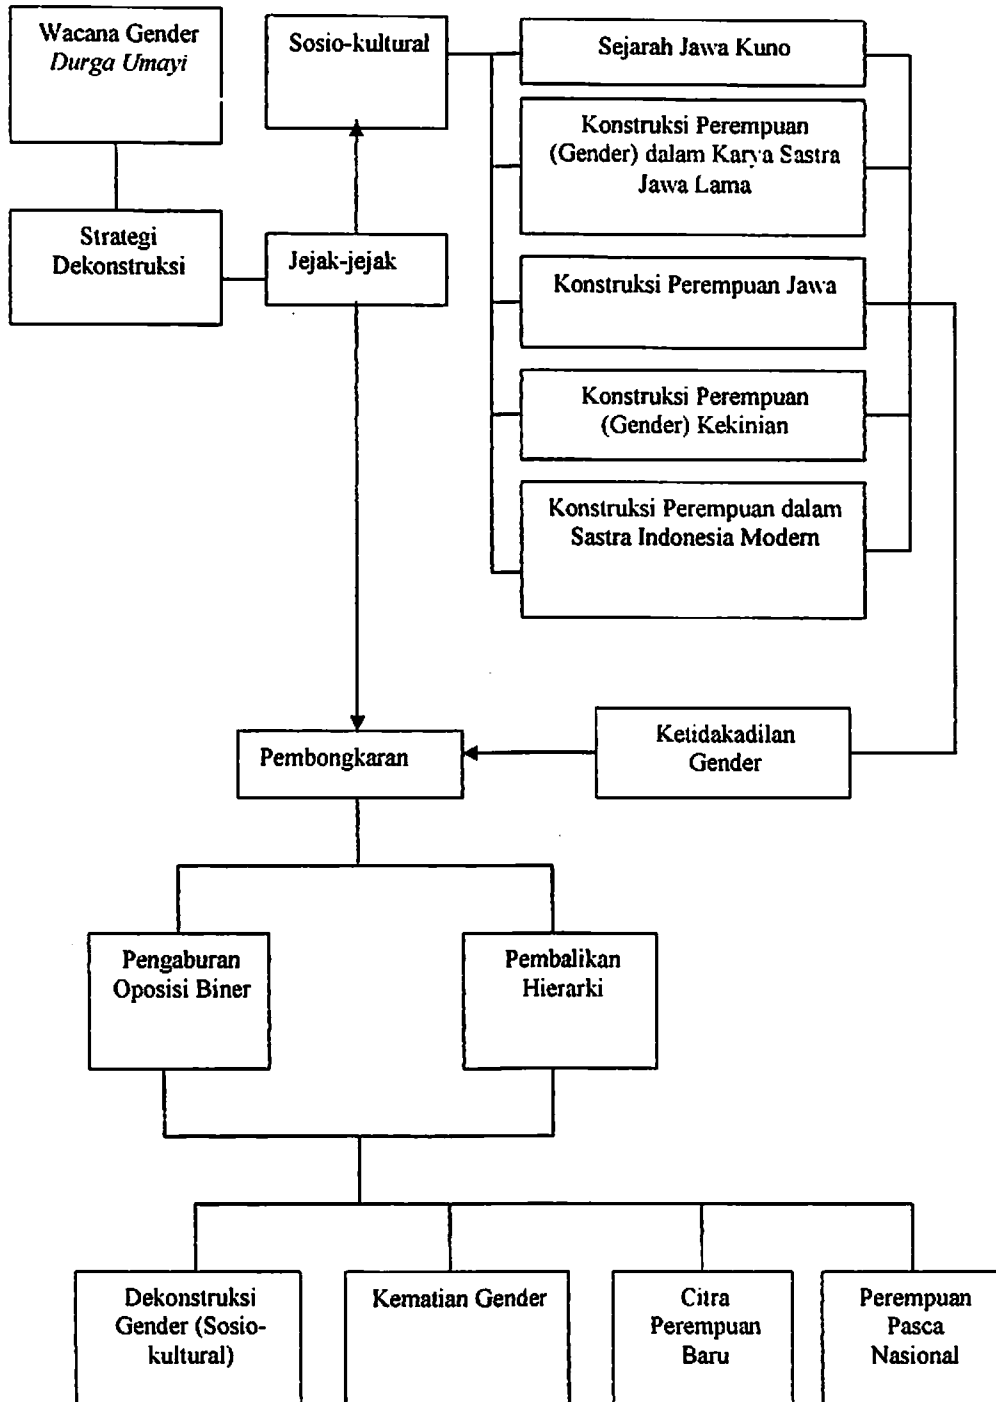 Wacana Gender
Durga Umayi
Sosio-kultural
Sejarah Jawa Kuno
Konstruksi Perempuan
(Gender) dalam Karya Sastra
Jawa Lama
Strategi
Dekonstruksi
Jejak-jejak
Konstruksi Perempuan Jawa
Konstruksi Perempuan
(Gender) Kekinian
Konstruksi Perempuan dalam
Sastra Indonesia Modern
Pembongkaran
Ketidakadilan
Gender
Pengaburan
Oposisi Biner
Pembalikan
Hierarki
Dekonstruksi
Gender (Sosio-
kultural)
Kematian Gender
Citra
Perempuan
Baru
Perempuan
Pasca
Nasional